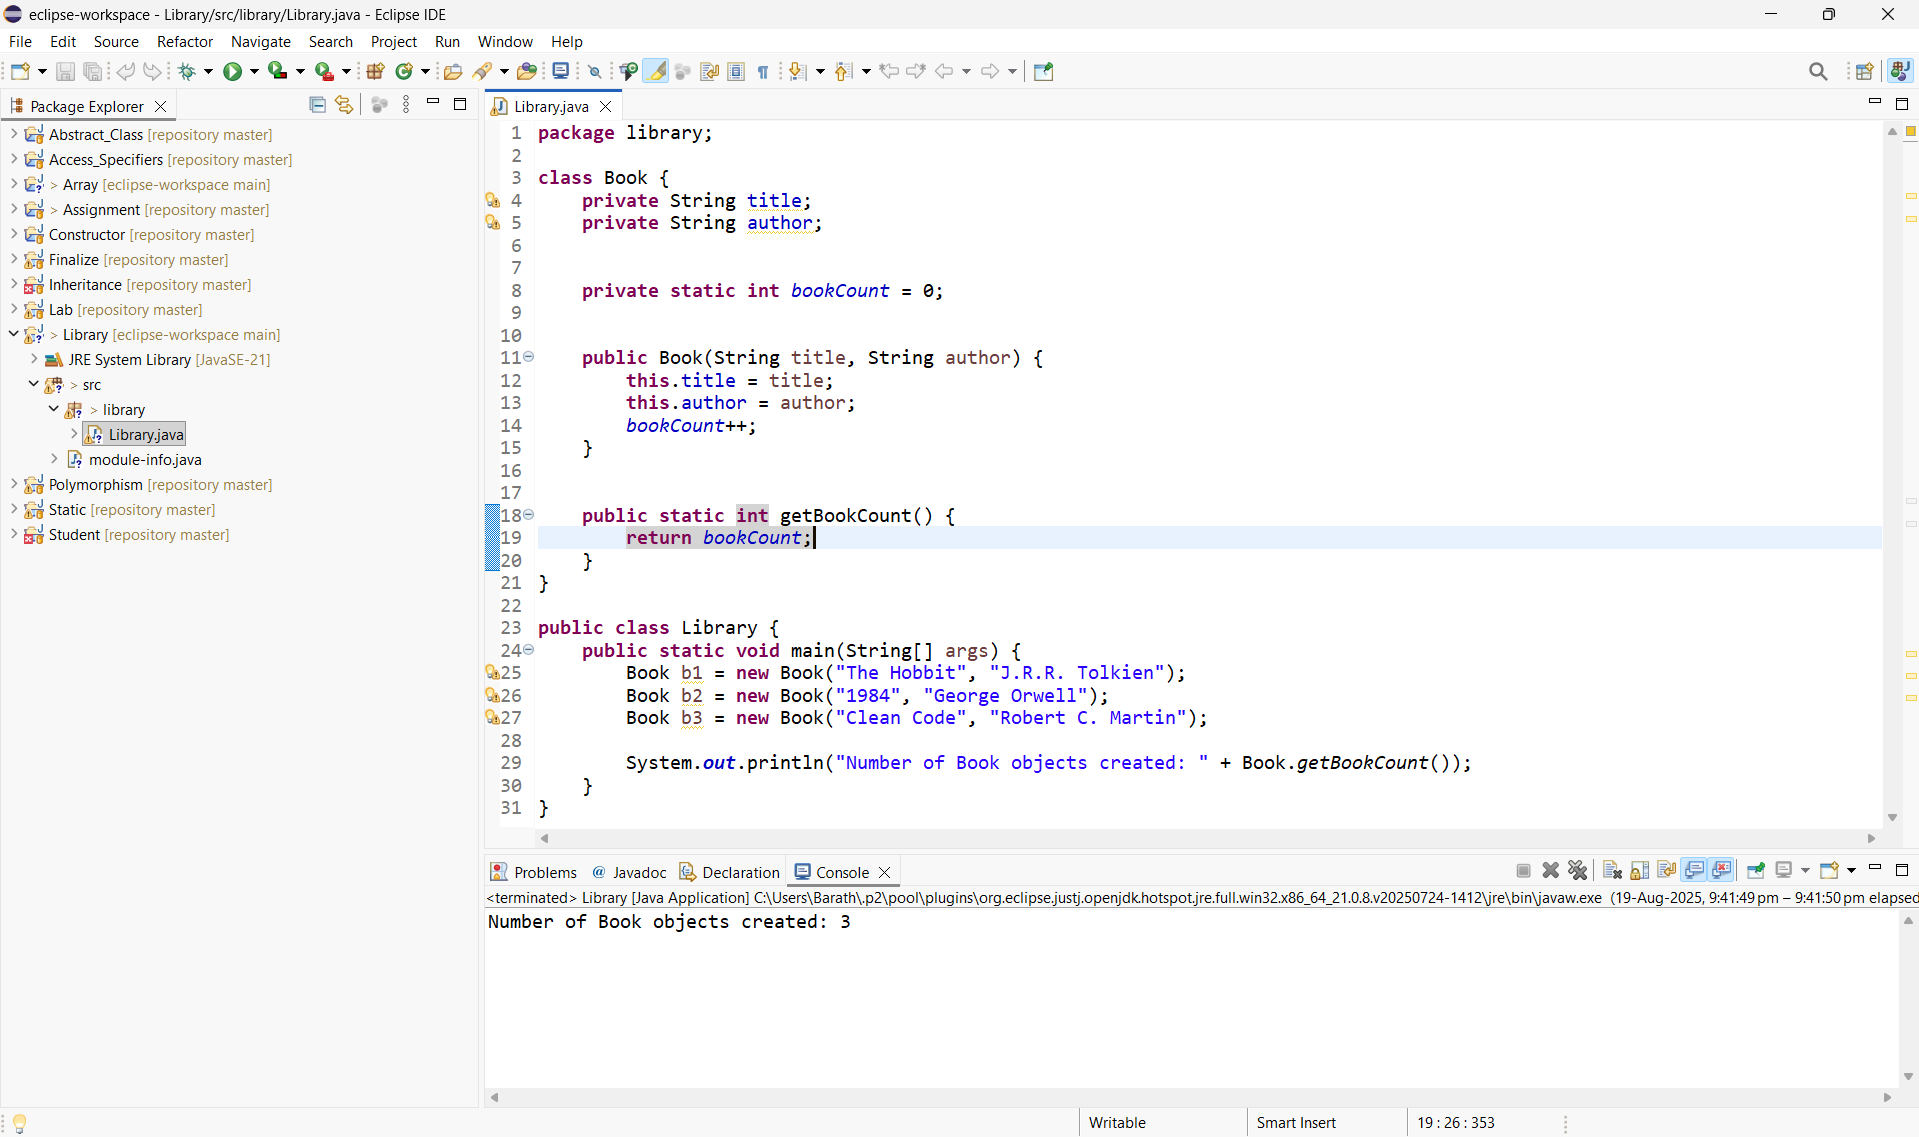 eclipse-workspace - Library/src/library/Library.java - Eclipse IDE
File Edit Source Refactor Navigate Search Project Run Window Help
Package Explorer
Abstract_Class [repository master]
Access_Specifiers [repository master]
> Array [eclipse-workspace main]
> Assignment [repository master]
Constructor [repository master]
Finalize [repository master]
Inheritance [repository master]
Lab [repository master]
> Library [eclipse-workspace main]
JRE System Library [JavaSE-21]
> src
> library
Library.java
module-info.java
Polymorphism [repository master]
Static [repository master]
Student [repository master]
Library.java
1 package library;
2
3 class Book {
4 private String title;
5 private String author;
6
7
8 private static int bookCount = 0;
9
10
11 public Book(String title, String author) {
12 this.title = title;
13 this.author = author;
14 bookCount++;
15 }
16
17
18 public static int getBookCount() {
19 return bookCount;
20 }
21 }
22
23 public class Library {
24 public static void main(String[] args) {
25 Book b1 = new Book("The Hobbit", "J.R.R. Tolkien");
26 Book b2 = new Book("1984", "George Orwell");
27 Book b3 = new Book("Clean Code", "Robert C. Martin");
28
29 System.out.println("Number of Book objects created: " + Book.getBookCount());
30 }
31 }
Problems @ Javadoc Declaration Console
<terminated> Library [Java Application] C:\Users\Barath\.p2\pool\plugins\org.eclipse.justj.openjdk.hotspot.jre.full.win32.x86_64_21.0.8.v20250724-1412\jre\bin\javaw.exe (19-Aug-2025, 9:41:49 pm – 9:41:50 pm elapsed
Number of Book objects created: 3
Writable Smart Insert 19 : 26 : 353